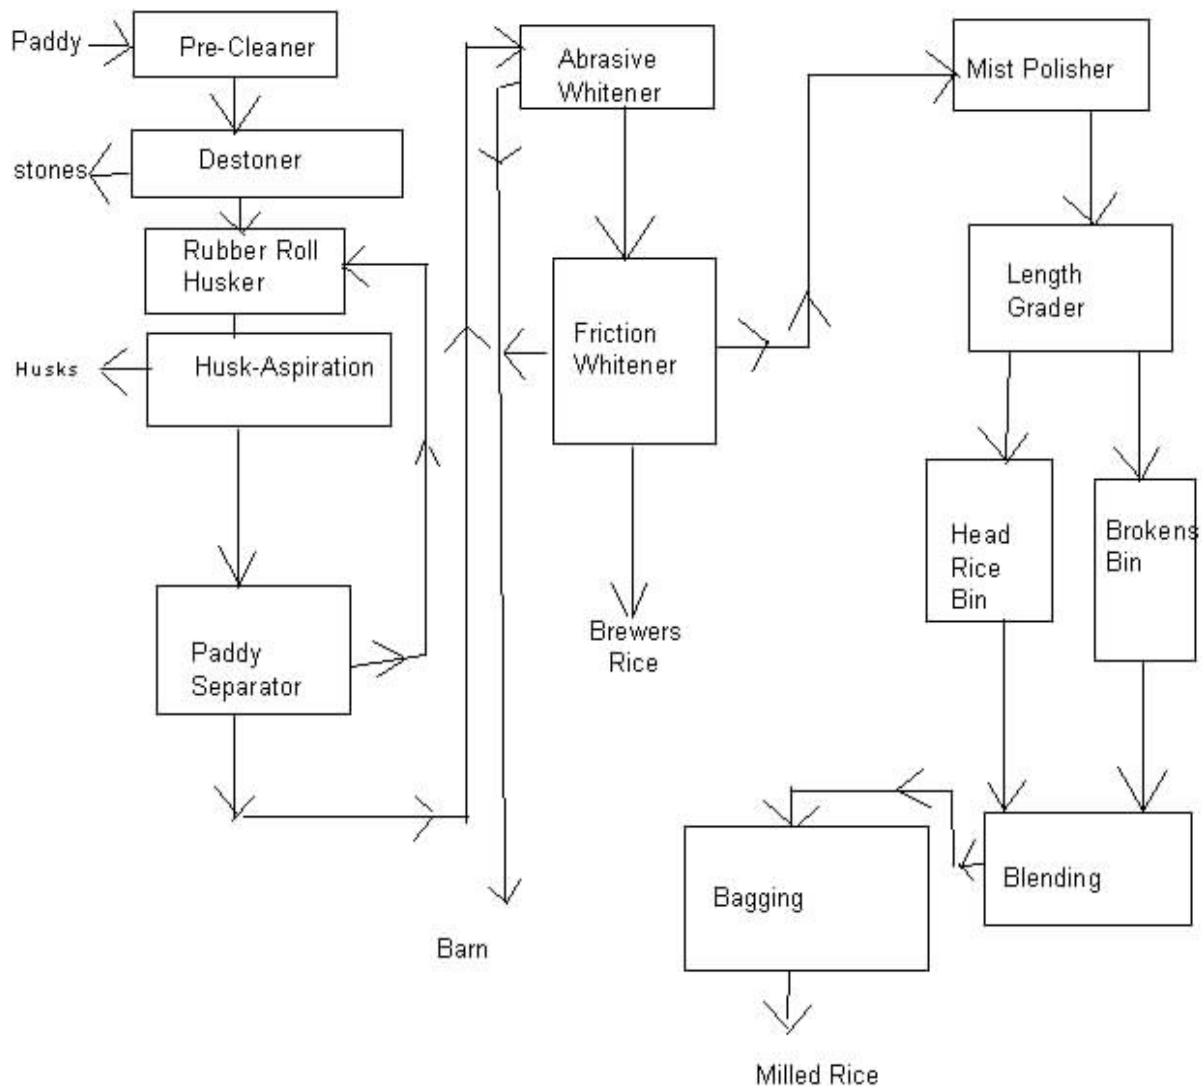 Paddy
Pre-Cleaner
stones
Destoner
Rubber Roll
Husker
Husks
Husk-Aspiration
Paddy
Separator
Abrasive
Whitener
Friction
Whitener
Brewers
Rice
Barn
Mist Polisher
Length
Grader
Head
Rice
Bin
Brokens
Bin
Blending
Bagging
Milled Rice